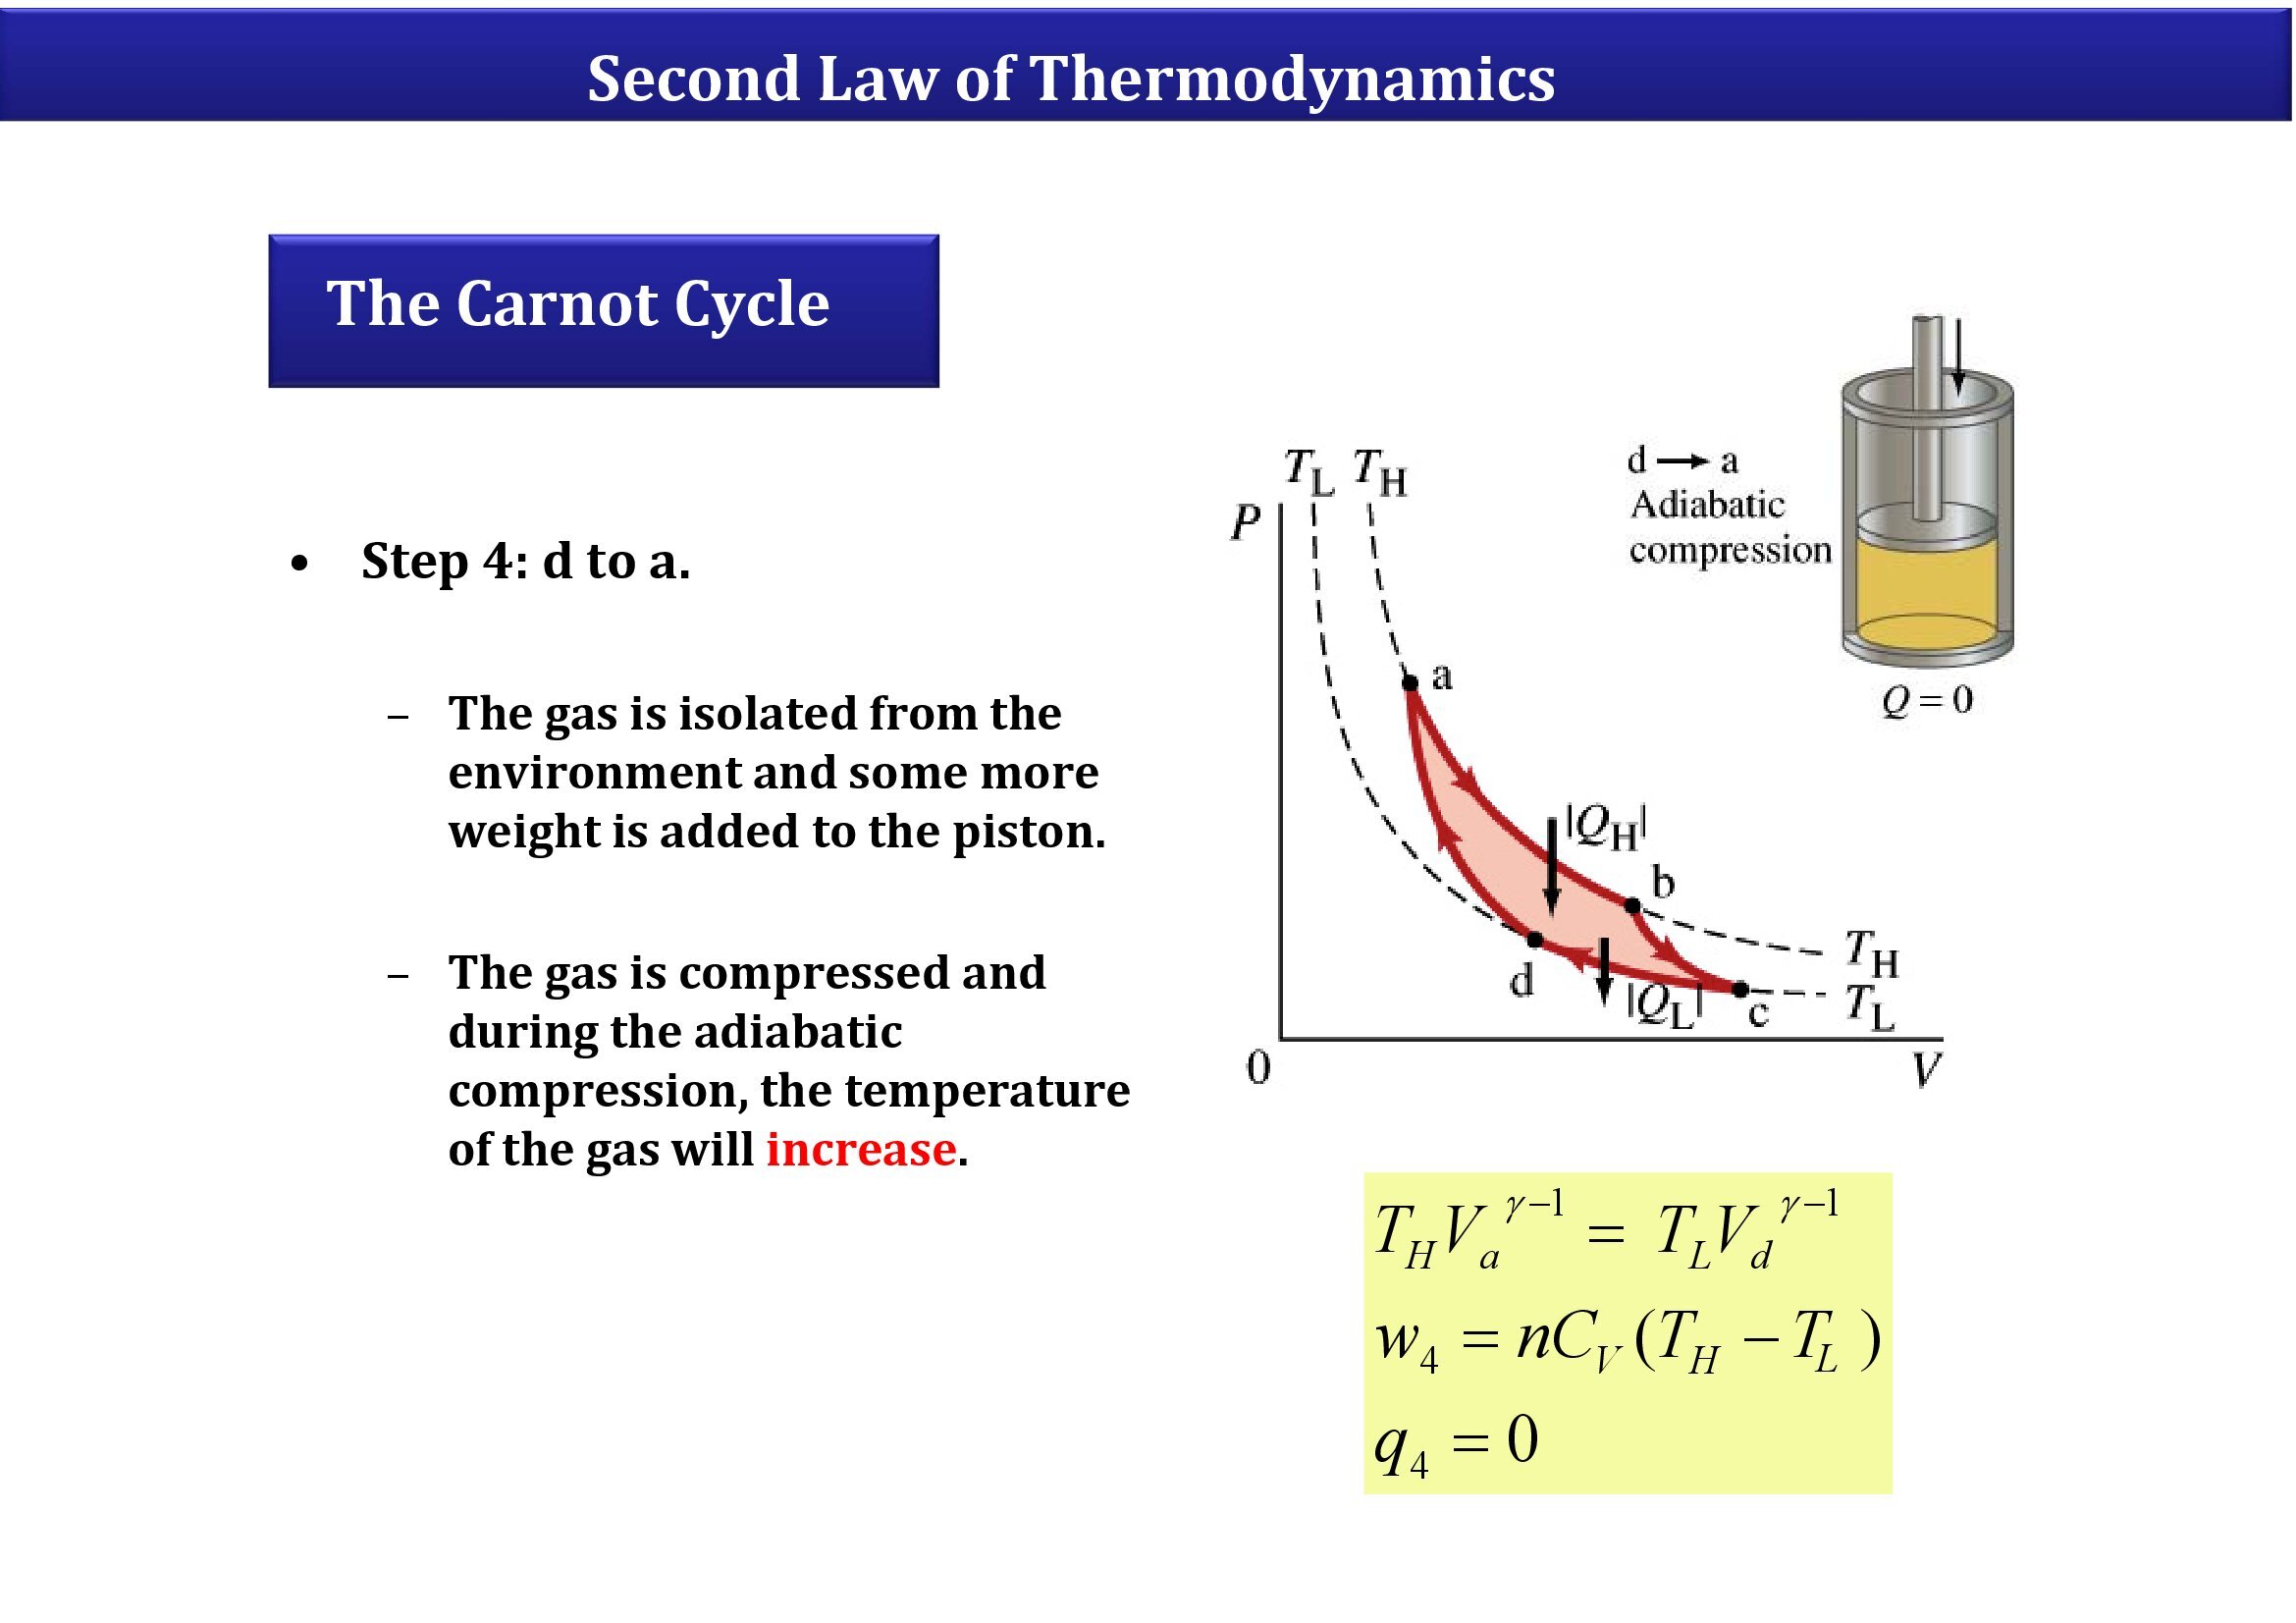 Second Law of Thermodynamics
The Carnot Cycle
• Step 4: d to a.
– The gas is isolated from the
environment and some more
weight is added to the piston.
– The gas is compressed and
during the adiabatic
compression, the temperature
of the gas will increase.
d → a
Adiabatic
compression
Q = 0
T_L T_H
P
a
|Q_H|
b
T_H
d
|Q_L|
c
T_L
0
V
T_H V_a^{γ−1} = T_L V_d^{γ−1}
w_4 = nC_V (T_H − T_L )
q_4 = 0